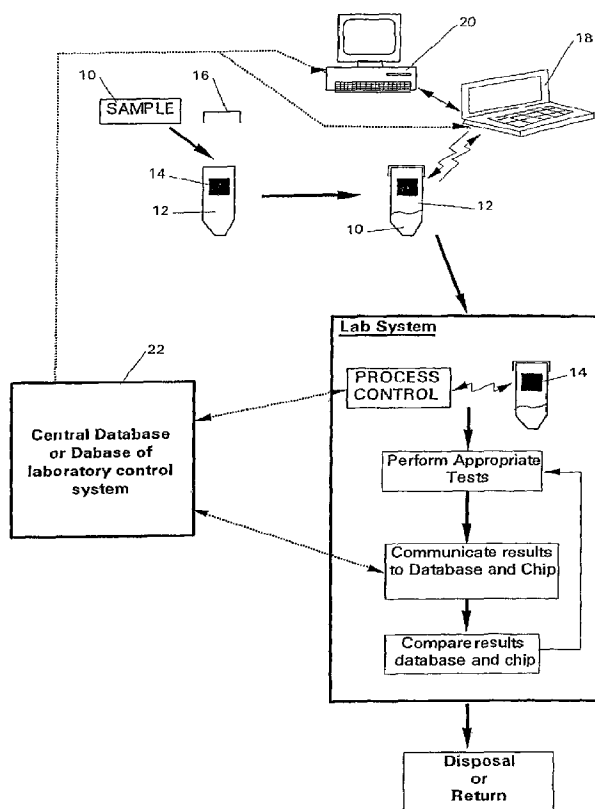 20
18
10
16
SAMPLE
14
12
12
10
Lab System
22
PROCESS
CONTROL
14
Central Database
or Dabase of
laboratory control
system
Perform Appropriate
Tests
Communicate results
to Database and Chip
Compare results
database and chip
Disposal
or
Return